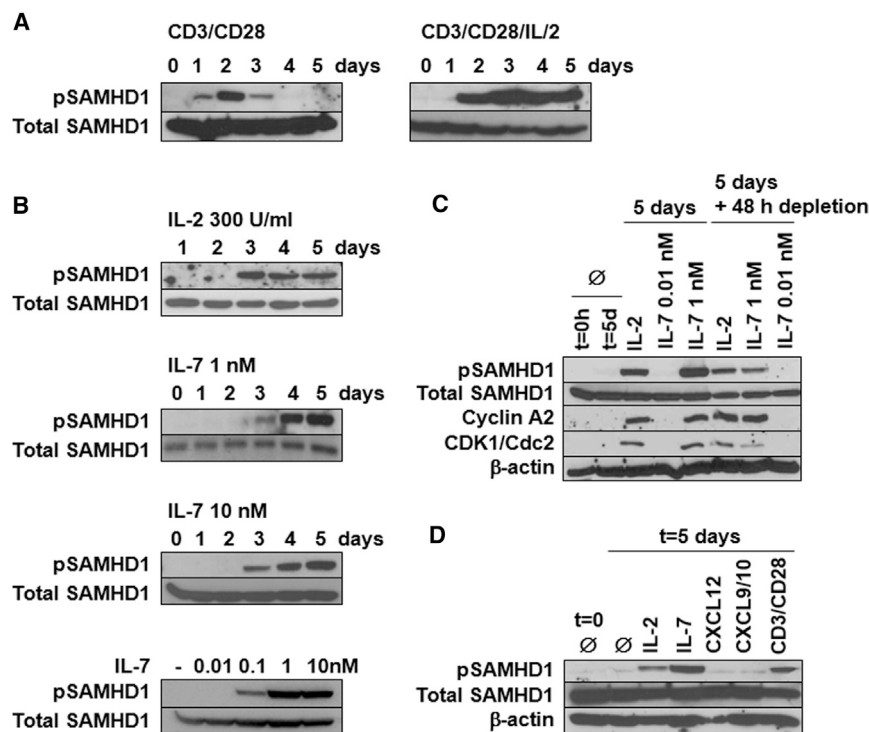 A
CD3/CD28
0 1 2 3 4 5 days
pSAMHD1
Total SAMHD1
CD3/CD28/IL/2
0 1 2 3 4 5 days
B
IL-2 300 U/ml
1 2 3 4 5 days
pSAMHD1
Total SAMHD1
IL-7 1 nM
0 1 2 3 4 5 days
pSAMHD1
Total SAMHD1
IL-7 10 nM
0 1 2 3 4 5 days
pSAMHD1
Total SAMHD1
IL-7 - 0.01 0.1 1 10nM
pSAMHD1
Total SAMHD1
C
5 days
5 days
+ 48 h depletion
Ø
t=0h
t=5d
IL-2
IL-7 0.01 nM
IL-7 1 nM
IL-2
IL-7 1 nM
IL-7 0.01 nM
pSAMHD1
Total SAMHD1
Cyclin A2
CDK1/Cdc2
β-actin
D
t=5 days
t=0
Ø
Ø
IL-2
IL-7
CXCL12
CXCL9/10
CD3/CD28
pSAMHD1
Total SAMHD1
β-actin